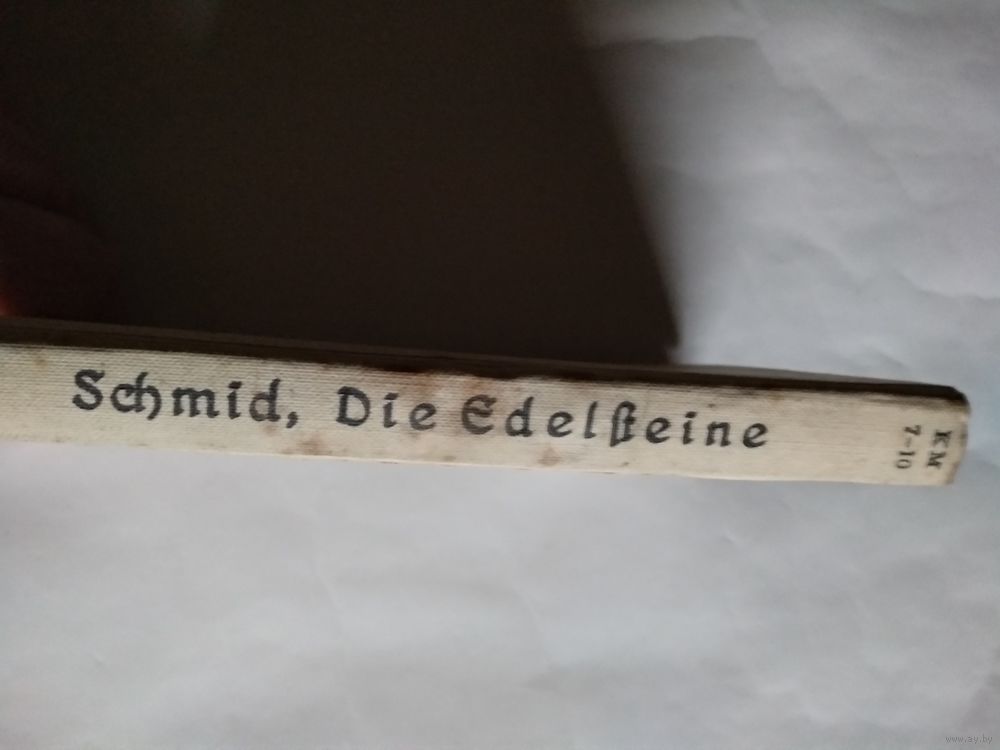 Schmid, Die Edelſteine
KM
7-10
www.ay.by